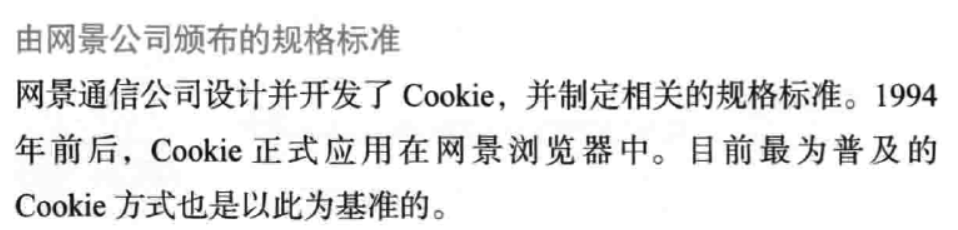 由网景公司颁布的规格标准
网景通信公司设计并开发了 Cookie，并制定相关的规格标准。1994
年前后，Cookie 正式应用在网景浏览器中。目前最为普及的
Cookie 方式也是以此为基准的。